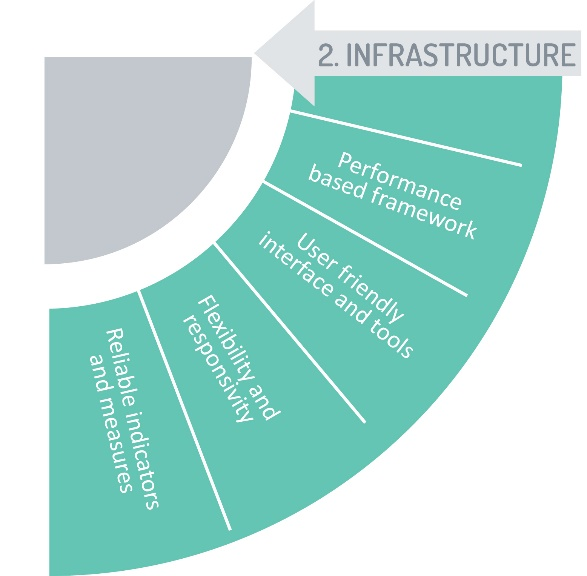 2. INFRASTRUCTURE
Performance
based framework
User friendly
interface and tools
Flexibility and
responsivity
Reliable indicators
and measures